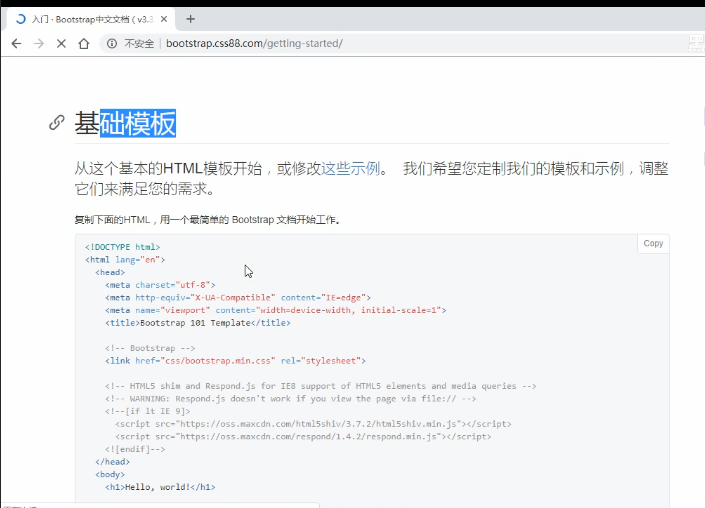 入门 · Bootstrap中文文档（v3.3
不安全 | bootstrap.css88.com/getting-started/
基础模板
从这个基本的HTML模板开始，或修改这些示例。 我们希望您定制我们的模板和示例，调整
它们来满足您的需求。
复制下面的HTML，用一个最简单的 Bootstrap 文档开始工作。
Copy
<!DOCTYPE html>
<html lang="en">
<head>
<meta charset="utf-8">
<meta http-equiv="X-UA-Compatible" content="IE=edge">
<meta name="viewport" content="width=device-width, initial-scale=1">
<title>Bootstrap 101 Template</title>
<!-- Bootstrap -->
<link href="css/bootstrap.min.css" rel="stylesheet">
<!-- HTML5 shim and Respond.js for IE8 support of HTML5 elements and media queries -->
<!-- WARNING: Respond.js doesn't work if you view the page via file:// -->
<!--[if lt IE 9]>
<script src="https://oss.maxcdn.com/html5shiv/3.7.2/html5shiv.min.js"></script>
<script src="https://oss.maxcdn.com/respond/1.4.2/respond.min.js"></script>
<![endif]-->
</head>
<body>
<h1>Hello, world!</h1>